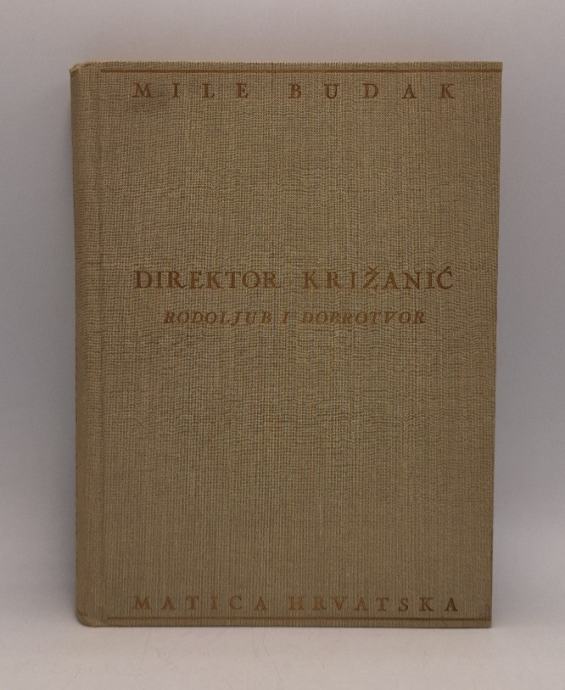 MILE BUDAK
DIREKTOR KRIŽANIĆ
RODOLJUB I DOBROTVOR
MATICA HRVATSKA